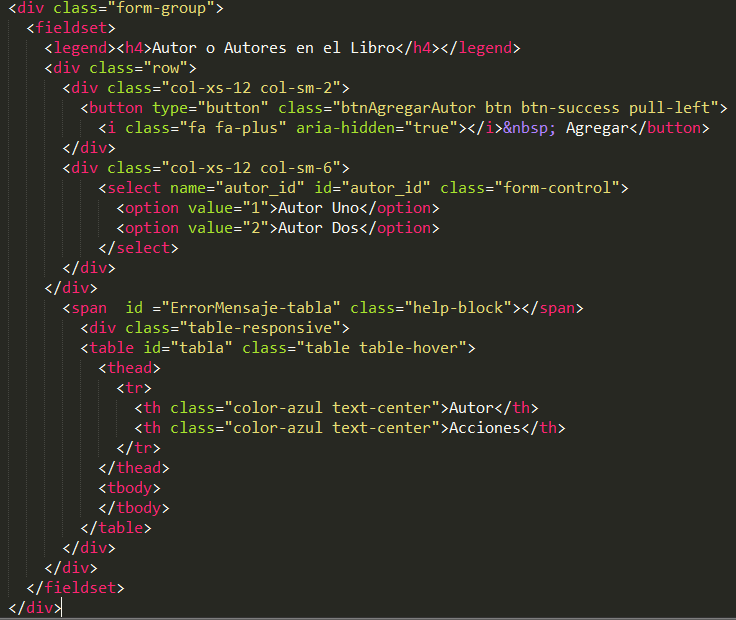 <div class="form-group">
<fieldset>
<legend><h4>Autor o Autores en el Libro</h4></legend>
<div class="row">
<div class="col-xs-12 col-sm-2">
<button type="button" class="btnAgregarAutor btn btn-success pull-left">
<i class="fa fa-plus" aria-hidden="true"></i>&nbsp; Agregar</button>
</div>
<div class="col-xs-12 col-sm-6">
<select name="autor_id" id="autor_id" class="form-control">
<option value="1">Autor Uno</option>
<option value="2">Autor Dos</option>
</select>
</div>
</div>
<span  id ="ErrorMensaje-tabla" class="help-block"></span>
<div class="table-responsive">
<table id="tabla" class="table table-hover">
<thead>
<tr>
<th class="color-azul text-center">Autor</th>
<th class="color-azul text-center">Acciones</th>
</tr>
</thead>
<tbody>
</tbody>
</table>
</div>
</div>
</fieldset>
</div>